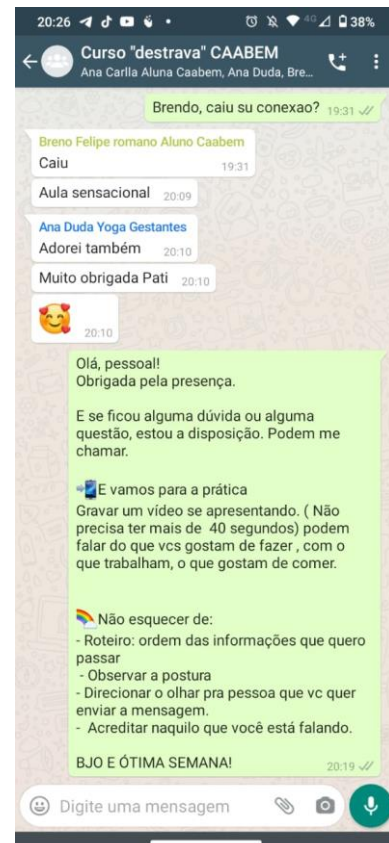 20:26
4G 38%
Curso "destrava" CAABEM
Ana Carlla Aluna Caabem, Ana Duda, Bre...
Brendo, caiu su conexao? 19:31
Breno Felipe romano Aluno Caabem
Caiu
19:31
Aula sensacional 20:09
Ana Duda Yoga Gestantes
Adorei também 20:10
Muito obrigada Pati 20:10
20:10
Olá, pessoal!
Obrigada pela presença.
E se ficou alguma dúvida ou alguma
questão, estou a disposição. Podem me
chamar.
📲E vamos para a prática
Gravar um vídeo se apresentando. ( Não
precisa ter mais de 40 segundos) podem
falar do que vcs gostam de fazer , com o
que trabalham, o que gostam de comer.
🌈Não esquecer de:
- Roteiro: ordem das informações que quero
passar
- Observar a postura
- Direcionar o olhar pra pessoa que vc quer
enviar a mensagem.
- Acreditar naquilo que você está falando.
BJO E ÓTIMA SEMANA! 20:19
Digite uma mensagem